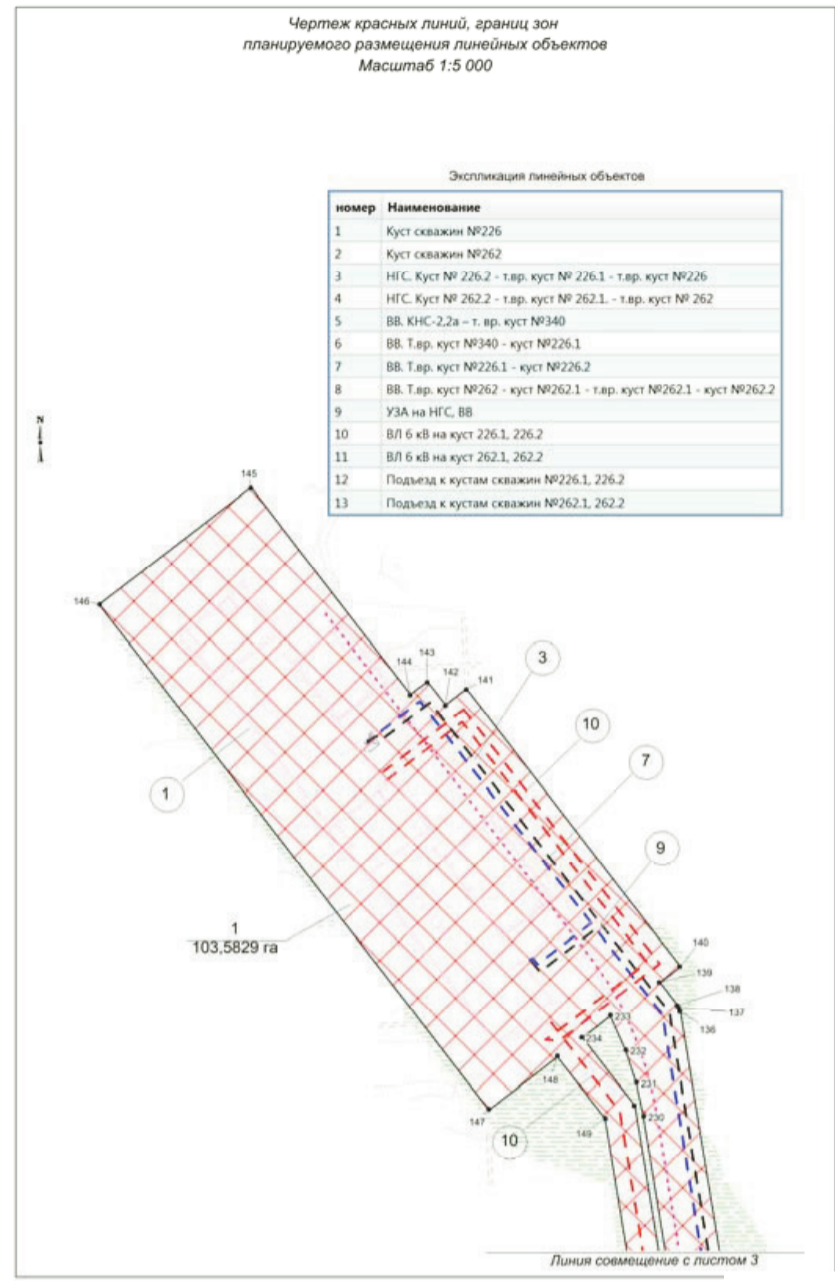 Чертеж красных линий, границ зон
планируемого размещения линейных объектов
Масштаб 1:5 000
Экспликация линейных объектов
номер Наименование
1 Куст скважин №226
2 Куст скважин №262
3 НГС. Куст № 226.2 - т.вр. куст № 226.1 - т.вр. куст №226
4 НГС. Куст № 262.2 - т.вр. куст № 262.1. - т.вр. куст № 262
5 ВВ. КНС-2,2а – т. вр. куст №340
6 ВВ. Т.вр. куст №340 - куст №226.1
7 ВВ. Т.вр. куст №226.1 - куст №226.2
8 ВВ. Т.вр. куст №262 - куст №262.1 - т.вр. куст №262.1 - куст №262.2
9 УЗА на НГС, ВВ
10 ВЛ 6 кВ на куст 226.1, 226.2
11 ВЛ 6 кВ на куст 262.1, 262.2
12 Подъезд к кустам скважин №226.1, 226.2
13 Подъезд к кустам скважин №262.1, 262.2
N
145
146
143
144
142
141
3
10
7
1
9
1
103,5829 га
140
139
138
137
136
233
234
232
148
231
230
147
149
10
Линия совмещение с листом 3